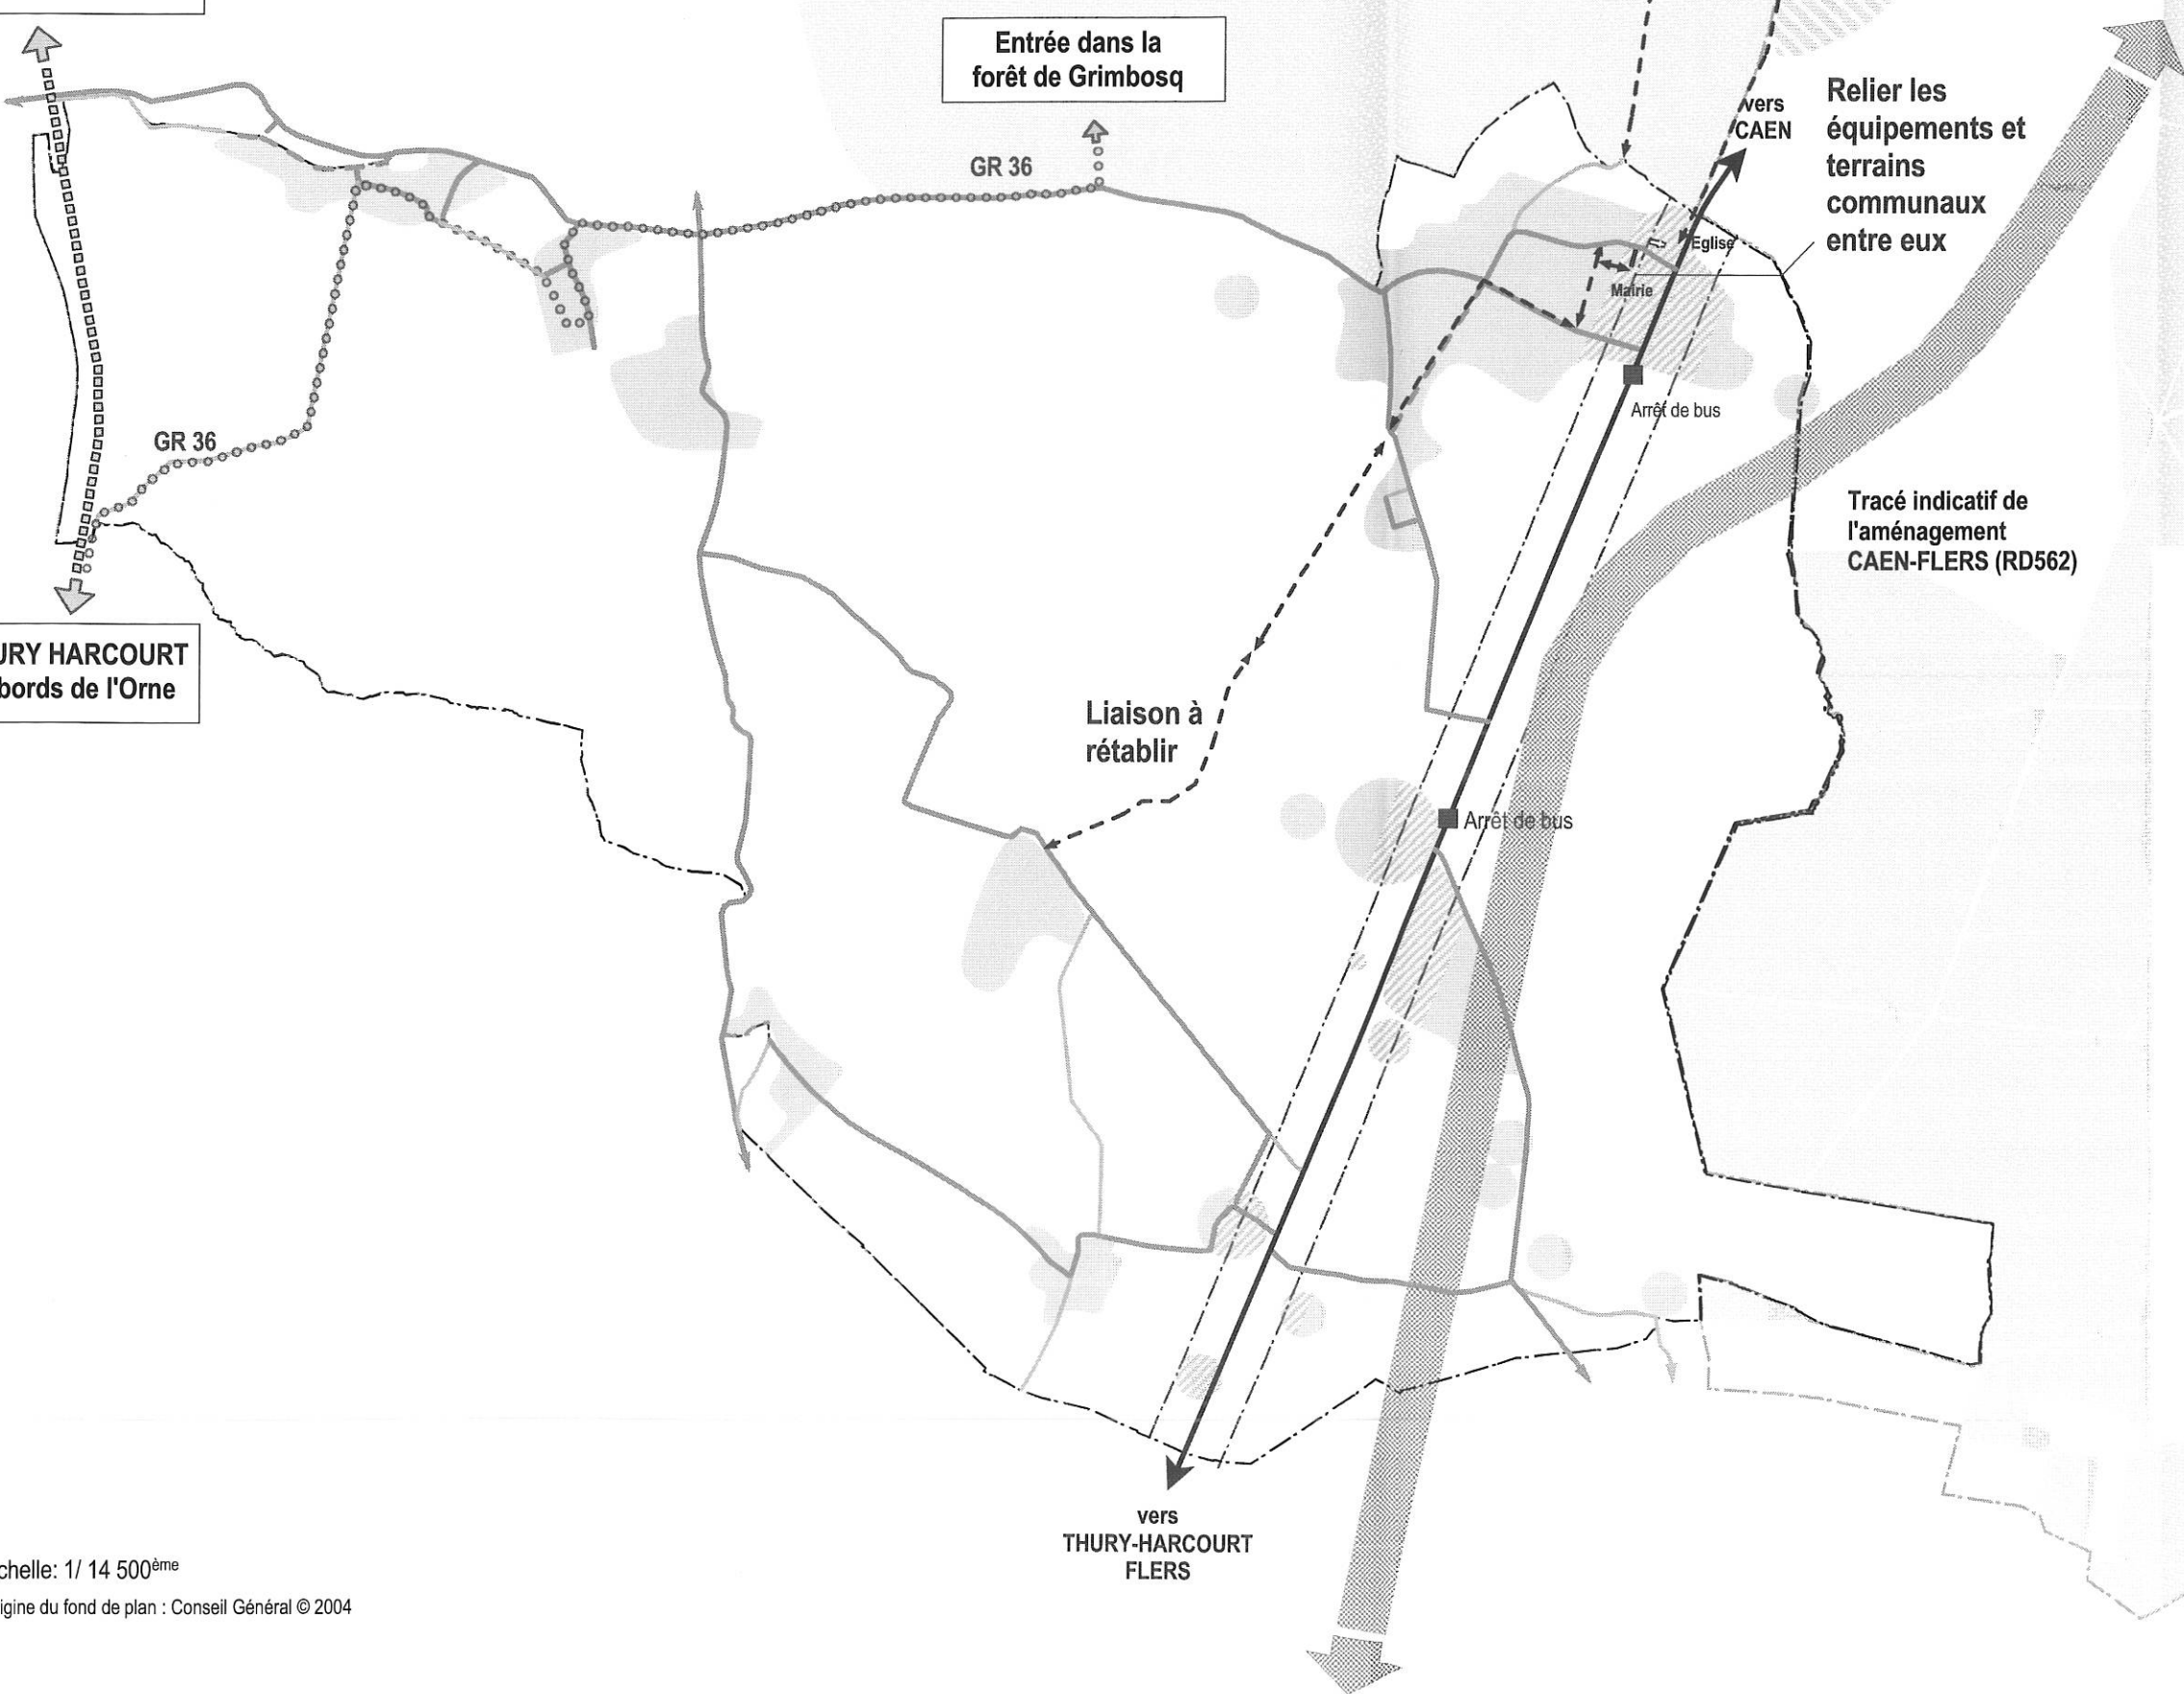 Entrée dans la
forêt de Grimbosq
GR 36
vers
CAEN
Relier les
équipements et
terrains
communaux
entre eux
Eglise
Mairie
Arrêt de bus
GR 36
Tracé indicatif de
l'aménagement
CAEN-FLERS (RD562)
URY HARCOURT
bords de l'Orne
Liaison à
rétablir
Arrêt de bus
vers
THURY-HARCOURT
FLERS
chelle: 1/ 14 500ème
igine du fond de plan : Conseil Général © 2004